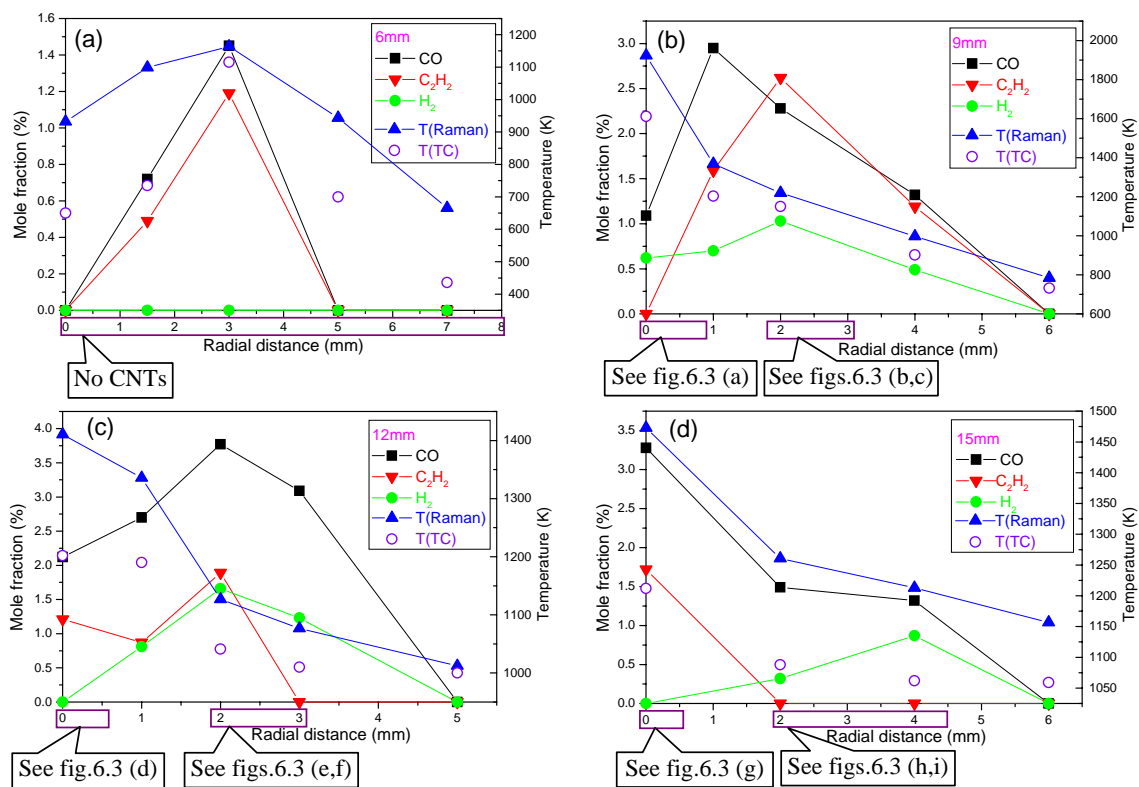 (a)
6mm
CO
C₂H₂
H₂
T(Raman)
T(TC)
1.6
1.4
1.2
1.0
0.8
0.6
0.4
0.2
0.0
Mole fraction (%)
1200
1100
1000
900
800
700
600
500
400
Temperature (K)
0 1 2 3 4 5 6 7 8
Radial distance (mm)
No CNTs
(b)
9mm
CO
C₂H₂
H₂
T(Raman)
T(TC)
3.0
2.5
2.0
1.5
1.0
0.5
0.0
Mole fraction (%)
2000
1800
1600
1400
1200
1000
800
600
Temperature (K)
0 1 2 3 4 5 6
Radial distance (mm)
See fig.6.3 (a)
See figs.6.3 (b,c)
(c)
12mm
CO
C₂H₂
H₂
T(Raman)
T(TC)
4.0
3.5
3.0
2.5
2.0
1.5
1.0
0.5
0.0
Mole fraction (%)
1400
1300
1200
1100
1000
Temperature (K)
0 1 2 3 4 5
Radial distance (mm)
See fig.6.3 (d)
See figs.6.3 (e,f)
(d)
15mm
CO
C₂H₂
H₂
T(Raman)
T(TC)
3.5
3.0
2.5
2.0
1.5
1.0
0.5
0.0
Mole fraction (%)
1500
1450
1400
1350
1300
1250
1200
1150
1100
1050
Temperature (K)
0 1 2 3 4 5 6
Radial distance (mm)
See fig.6.3 (g)
See figs.6.3 (h,i)